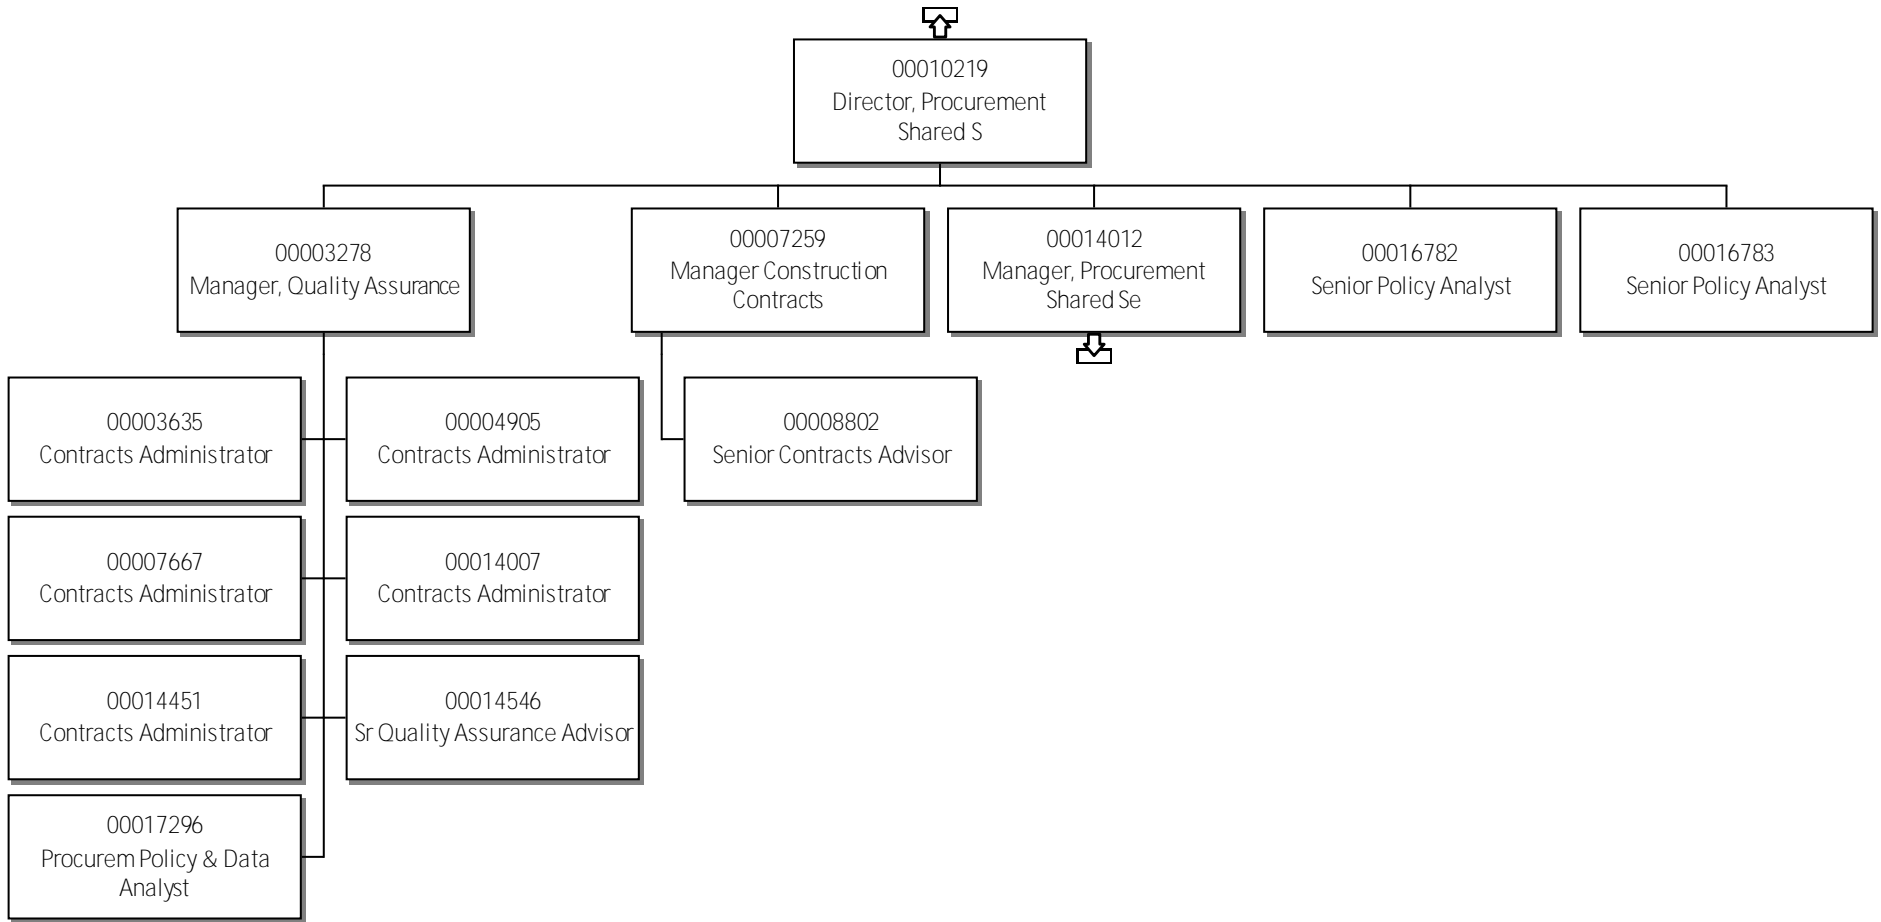 00010219
Director, Procurement
Shared S
00003278
Manager, Quality Assurance
00007259
Manager Construction
Contracts
00014012
Manager, Procurement
Shared Se
00016782
Senior Policy Analyst
00016783
Senior Policy Analyst
00003635
Contracts Administrator
00004905
Contracts Administrator
00008802
Senior Contracts Advisor
00007667
Contracts Administrator
00014007
Contracts Administrator
00014451
Contracts Administrator
00014546
Sr Quality Assurance Advisor
00017296
Procurem Policy & Data
Analyst